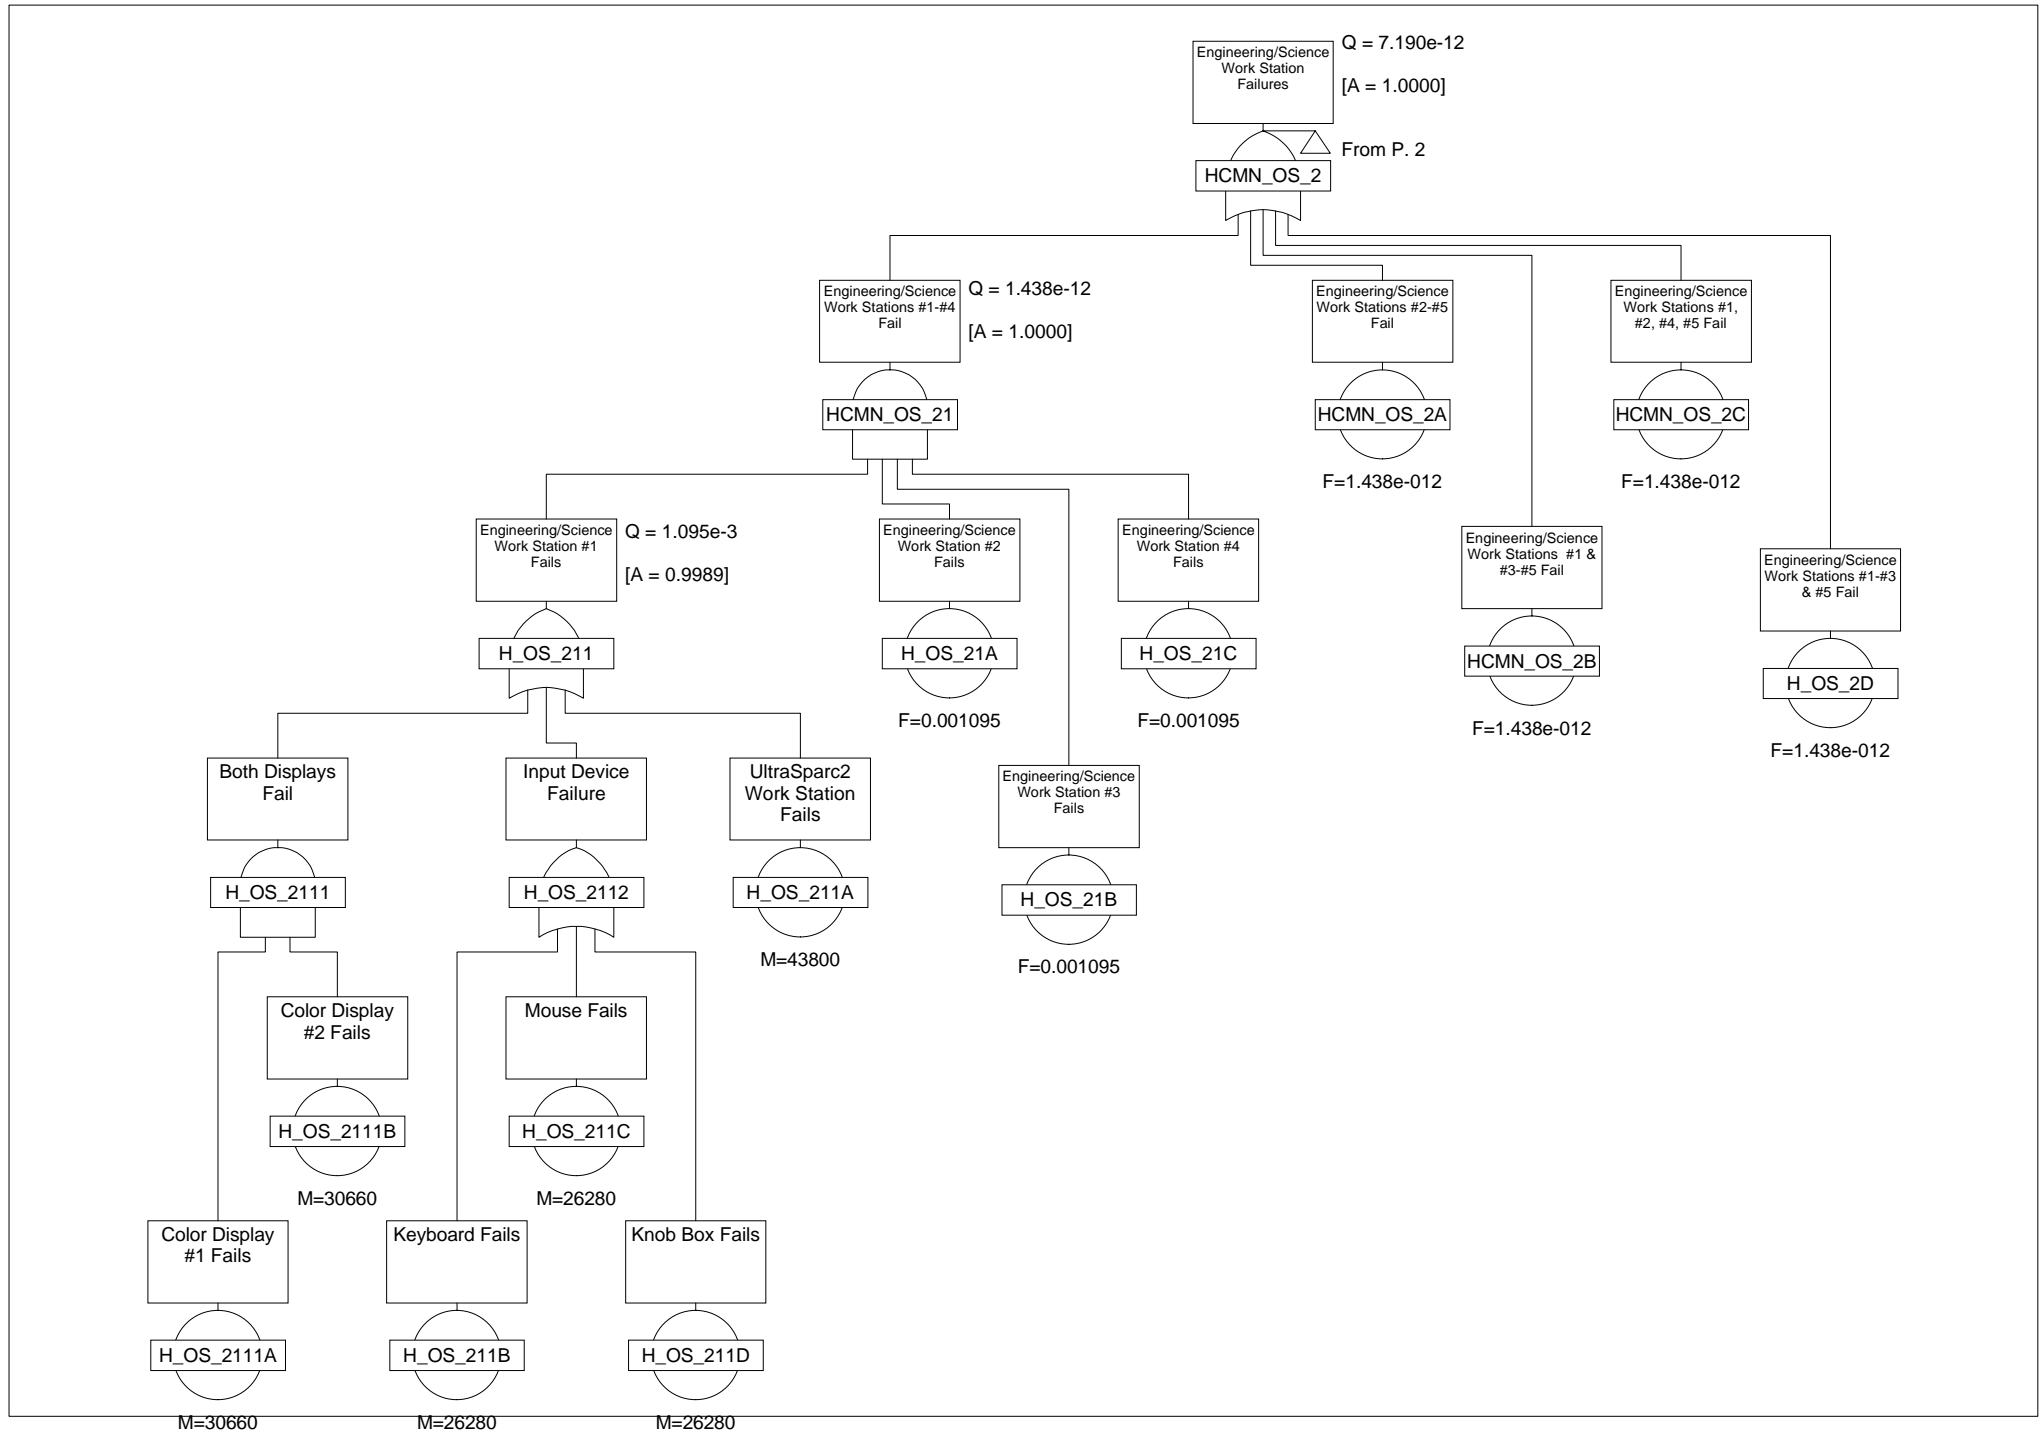 Engineering/Science
Work Station
Failures
Q = 7.190e-12
[A = 1.0000]
From P. 2
HCMN_OS_2
Engineering/Science
Work Stations #1-#4
Fail
Q = 1.438e-12
[A = 1.0000]
HCMN_OS_21
Engineering/Science
Work Stations #2-#5
Fail
HCMN_OS_2A
F=1.438e-012
Engineering/Science
Work Stations #1,
#2, #4, #5 Fail
HCMN_OS_2C
F=1.438e-012
Engineering/Science
Work Station #1
Fails
Q = 1.095e-3
[A = 0.9989]
H_OS_211
Engineering/Science
Work Station #2
Fails
H_OS_21A
F=0.001095
Engineering/Science
Work Station #4
Fails
H_OS_21C
F=0.001095
Engineering/Science
Work Stations  #1 &
#3-#5 Fail
HCMN_OS_2B
F=1.438e-012
Engineering/Science
Work Stations #1-#3
& #5 Fail
H_OS_2D
F=1.438e-012
Both Displays
Fail
H_OS_2111
Input Device
Failure
H_OS_2112
UltraSparc2
Work Station
Fails
H_OS_211A
M=43800
Engineering/Science
Work Station #3
Fails
H_OS_21B
F=0.001095
Color Display
#2 Fails
H_OS_2111B
M=30660
Mouse Fails
H_OS_211C
M=26280
Color Display
#1 Fails
H_OS_2111A
M=30660
Keyboard Fails
H_OS_211B
M=26280
Knob Box Fails
H_OS_211D
M=26280